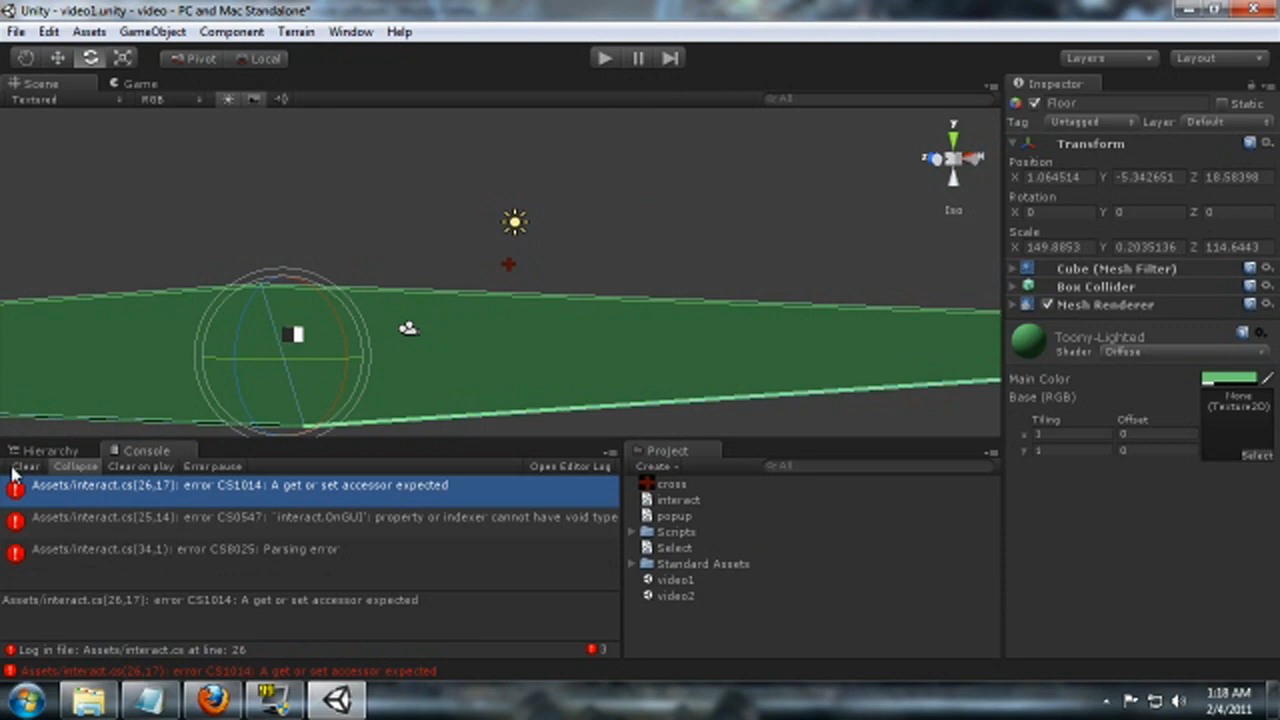 Unity - video1.unity - video - PC and Mac Standalone*
File Edit Assets GameObject Component Terrain Window Help
Pivot Local Layers Layout
Scene Game
Textured RGB All
Inspector
Floor Static
Tag Untagged Layer Default
Transform
Position
X 1.064514 Y -5.342651 Z 18.58398
Rotation
X 0 Y 0 Z 0
Scale
X 149.8853 Y 0.2035136 Z 114.6443
Cube (Mesh Filter)
Box Collider
Mesh Renderer
Toony-Lighted
Shader Diffuse
Main Color
Base (RGB)
None
(Texture2D)
Tiling Offset
x 1 0
y 1 0
Select
y
Iso
Hierarchy Console
Clear Collapse Clear on play Error pause Open Editor Log
Assets/interact.cs(26,17): error CS1014: A get or set accessor expected
Assets/interact.cs(25,14): error CS0547: `interact.OnGUI': property or indexer cannot have void type
Assets/interact.cs(34,1): error CS8025: Parsing error
Assets/interact.cs(26,17): error CS1014: A get or set accessor expected
Log in file: Assets/interact.cs at line: 26
3
Assets/interact.cs(26,17): error CS1014: A get or set accessor expected
Project
Create All
cross
interact
popup
Scripts
Select
Standard Assets
video1
video2
1:18 AM
2/4/2011